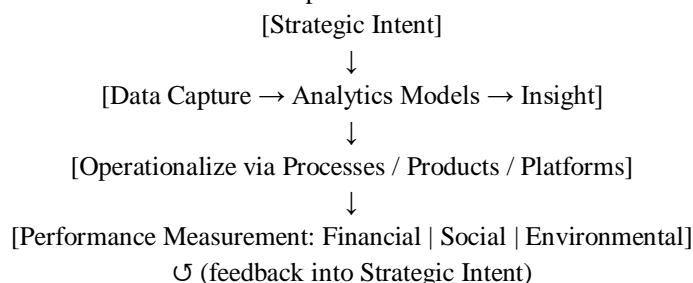 [Strategic Intent]
↓
[Data Capture → Analytics Models → Insight]
↓
[Operationalize via Processes / Products / Platforms]
↓
[Performance Measurement: Financial | Social | Environmental]
↺ (feedback into Strategic Intent)